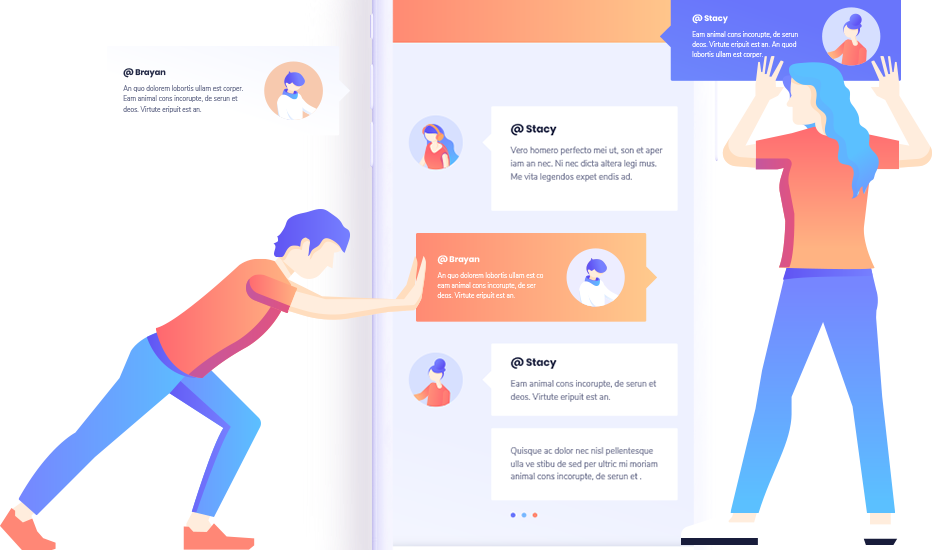 @ Brayan
An quo dolorem lobortis ullam est corper.
Eam animal cons incorupte, de serun et
deos. Virtute eripuit est an.
@ Stacy
Eam animal cons incorupte, de serun
deos. Virtute eripuit est an. An quod
lobortis ullam est corper.
@ Stacy
Vero homero perfecto mei ut, son et aper
iam an nec. Ni nec dicta altera legi mus.
Me vita legendos expet endis ad.
@ Brayan
An quo dolorem lobortis ullam est co
eam animal cons incorupte, de ser
deos. Virtute eripuit est an.
@ Stacy
Eam animal cons incorupte, de serun et
deos. Virtute eripuit est an.
Quisque ac dolor nec nisl pellentesque
ulla ve stibu de sed per ultric mi moriam
animal cons incorupte, de serun et .